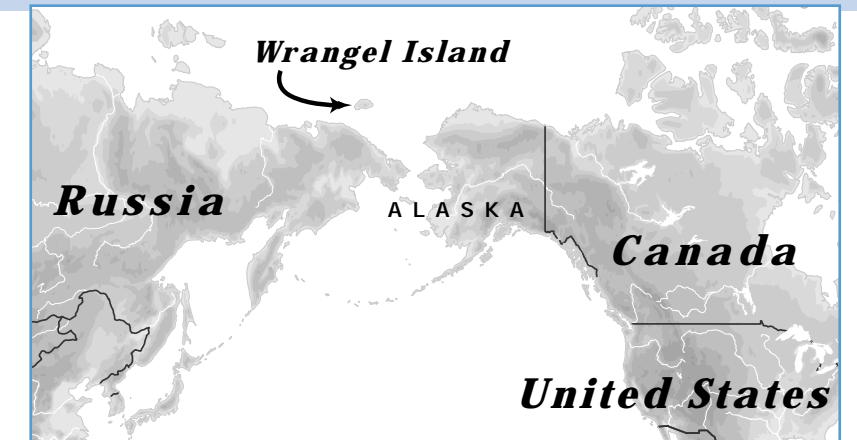 Wrangel Island
Russia
ALASKA
Canada
United States